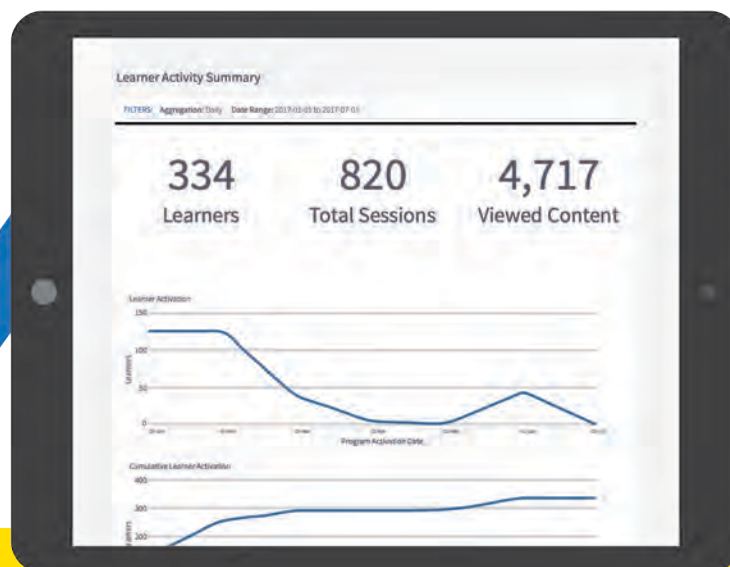 Learner Activity Summary
FILTERS: Aggregation: Daily Date Range: 2017-01-01 to 2017-07-01
334 820 4,717
Learners Total Sessions Viewed Content
Learner Activation
150
100
50
0
Learners
Program Activation Date
Cumulative Learner Activation
400
300
200